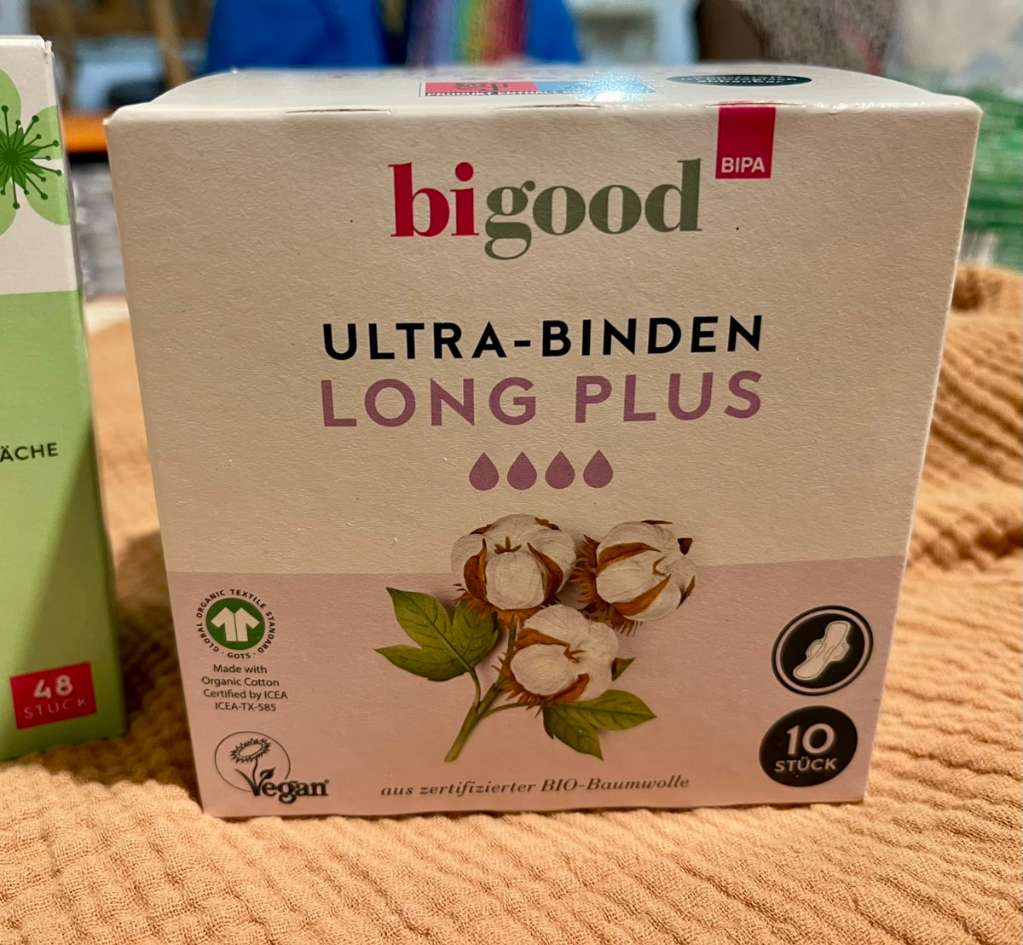 bigood
BIPA
ULTRA-BINDEN
LONG PLUS
GLOBAL ORGANIC TEXTILE STANDARD
· GOTS ·
Made with
Organic Cotton
Certified by ICEA
ICEA-TX-585
Vegan
aus zertifizierter BIO-Baumwolle
10
STÜCK
ÄCHE
48
STÜCK